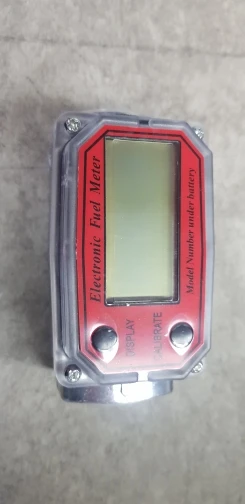 Electronic Fuel Meter
DISPLAY
CALIBRATE
Model Number under battery